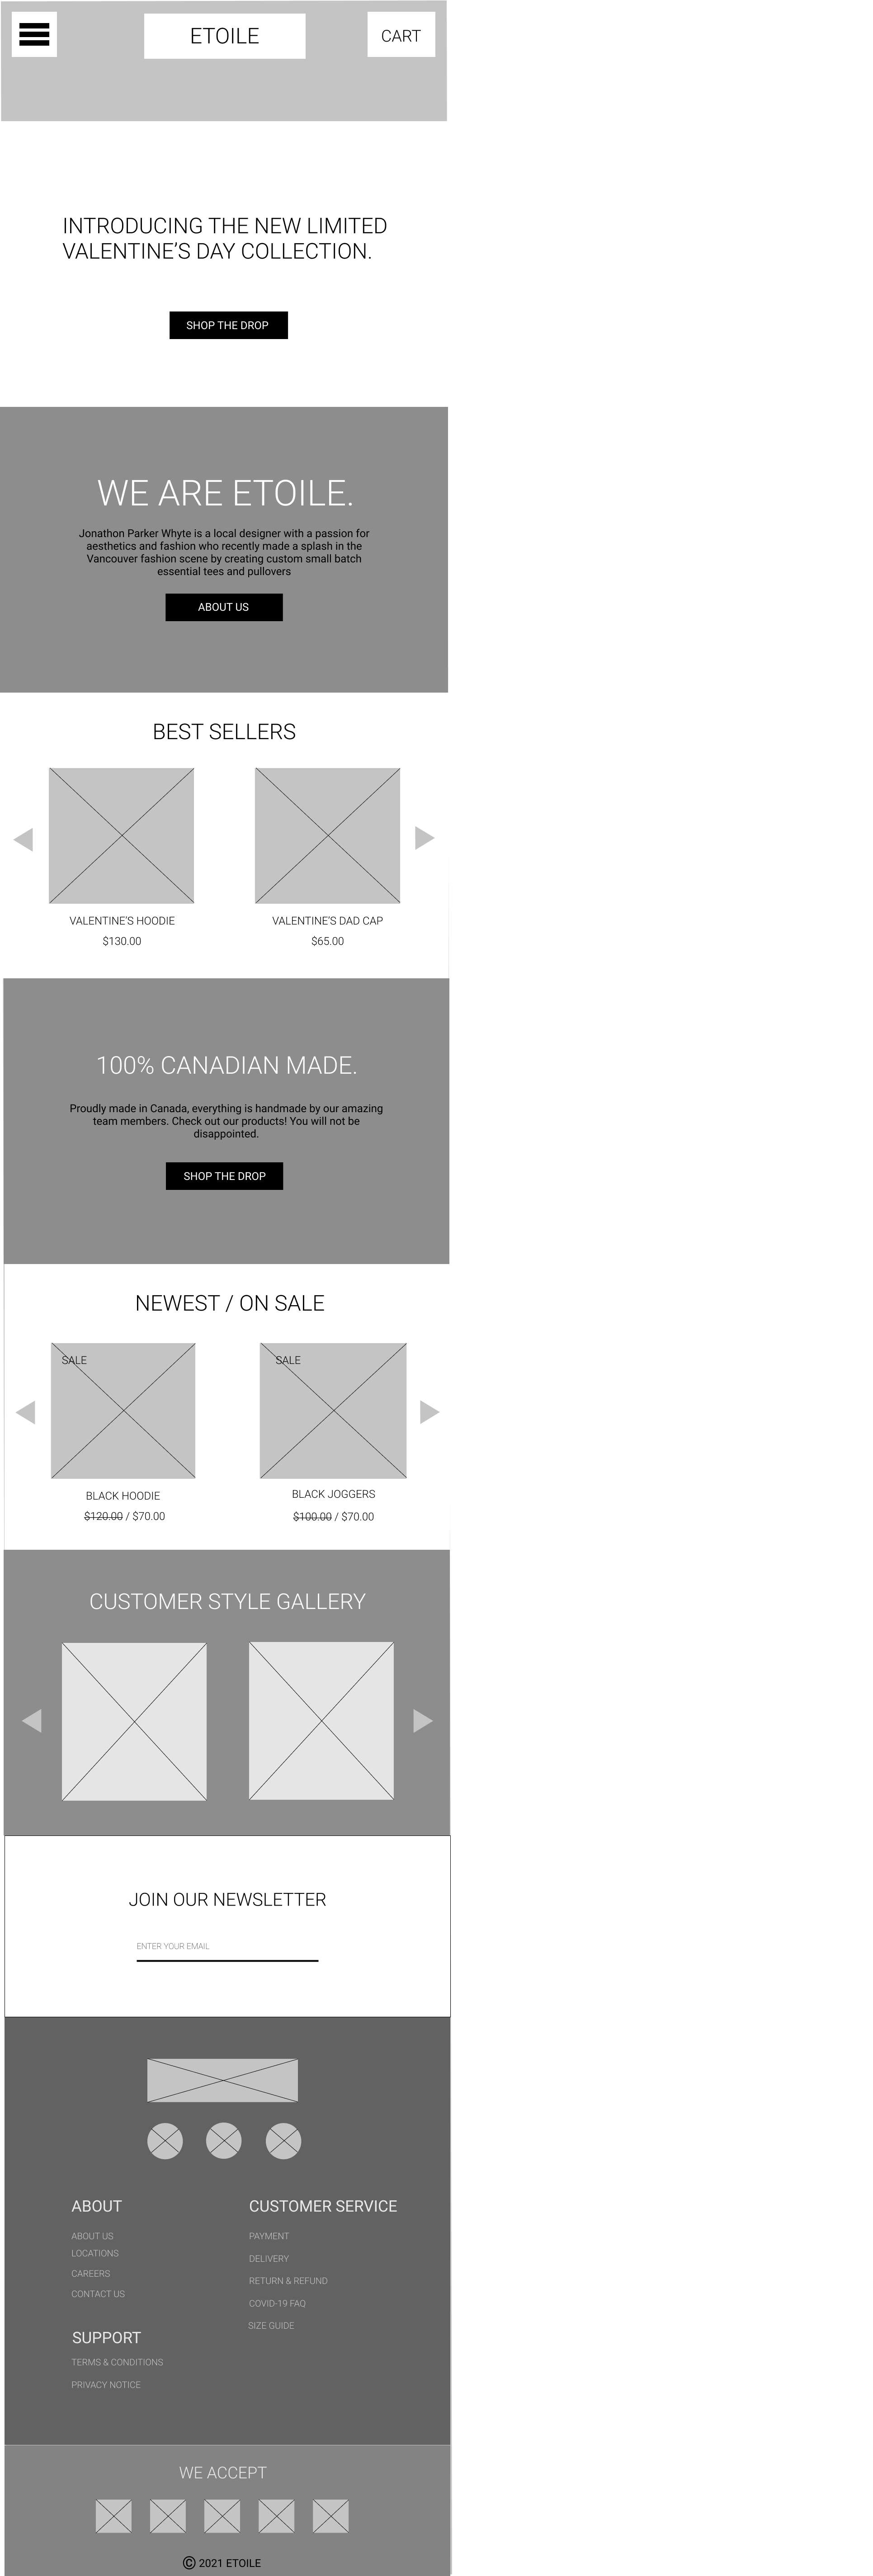 ETOILE
CART
INTRODUCING THE NEW LIMITED
VALENTINE’S DAY COLLECTION.
SHOP THE DROP
WE ARE ETOILE.
Jonathon Parker Whyte is a local designer with a passion for
aesthetics and fashion who recently made a splash in the
Vancouver fashion scene by creating custom small batch
essential tees and pullovers
ABOUT US
BEST SELLERS
VALENTINE’S HOODIE
$130.00
VALENTINE’S DAD CAP
$65.00
100% CANADIAN MADE.
Proudly made in Canada, everything is handmade by our amazing
team members. Check out our products! You will not be
disappointed.
SHOP THE DROP
NEWEST / ON SALE
SALE
BLACK HOODIE
$120.00 / $70.00
SALE
BLACK JOGGERS
$100.00 / $70.00
CUSTOMER STYLE GALLERY
JOIN OUR NEWSLETTER
ENTER YOUR EMAIL
ABOUT
ABOUT US
LOCATIONS
CAREERS
CONTACT US
SUPPORT
TERMS & CONDITIONS
PRIVACY NOTICE
CUSTOMER SERVICE
PAYMENT
DELIVERY
RETURN & REFUND
COVID-19 FAQ
SIZE GUIDE
WE ACCEPT
© 2021 ETOILE